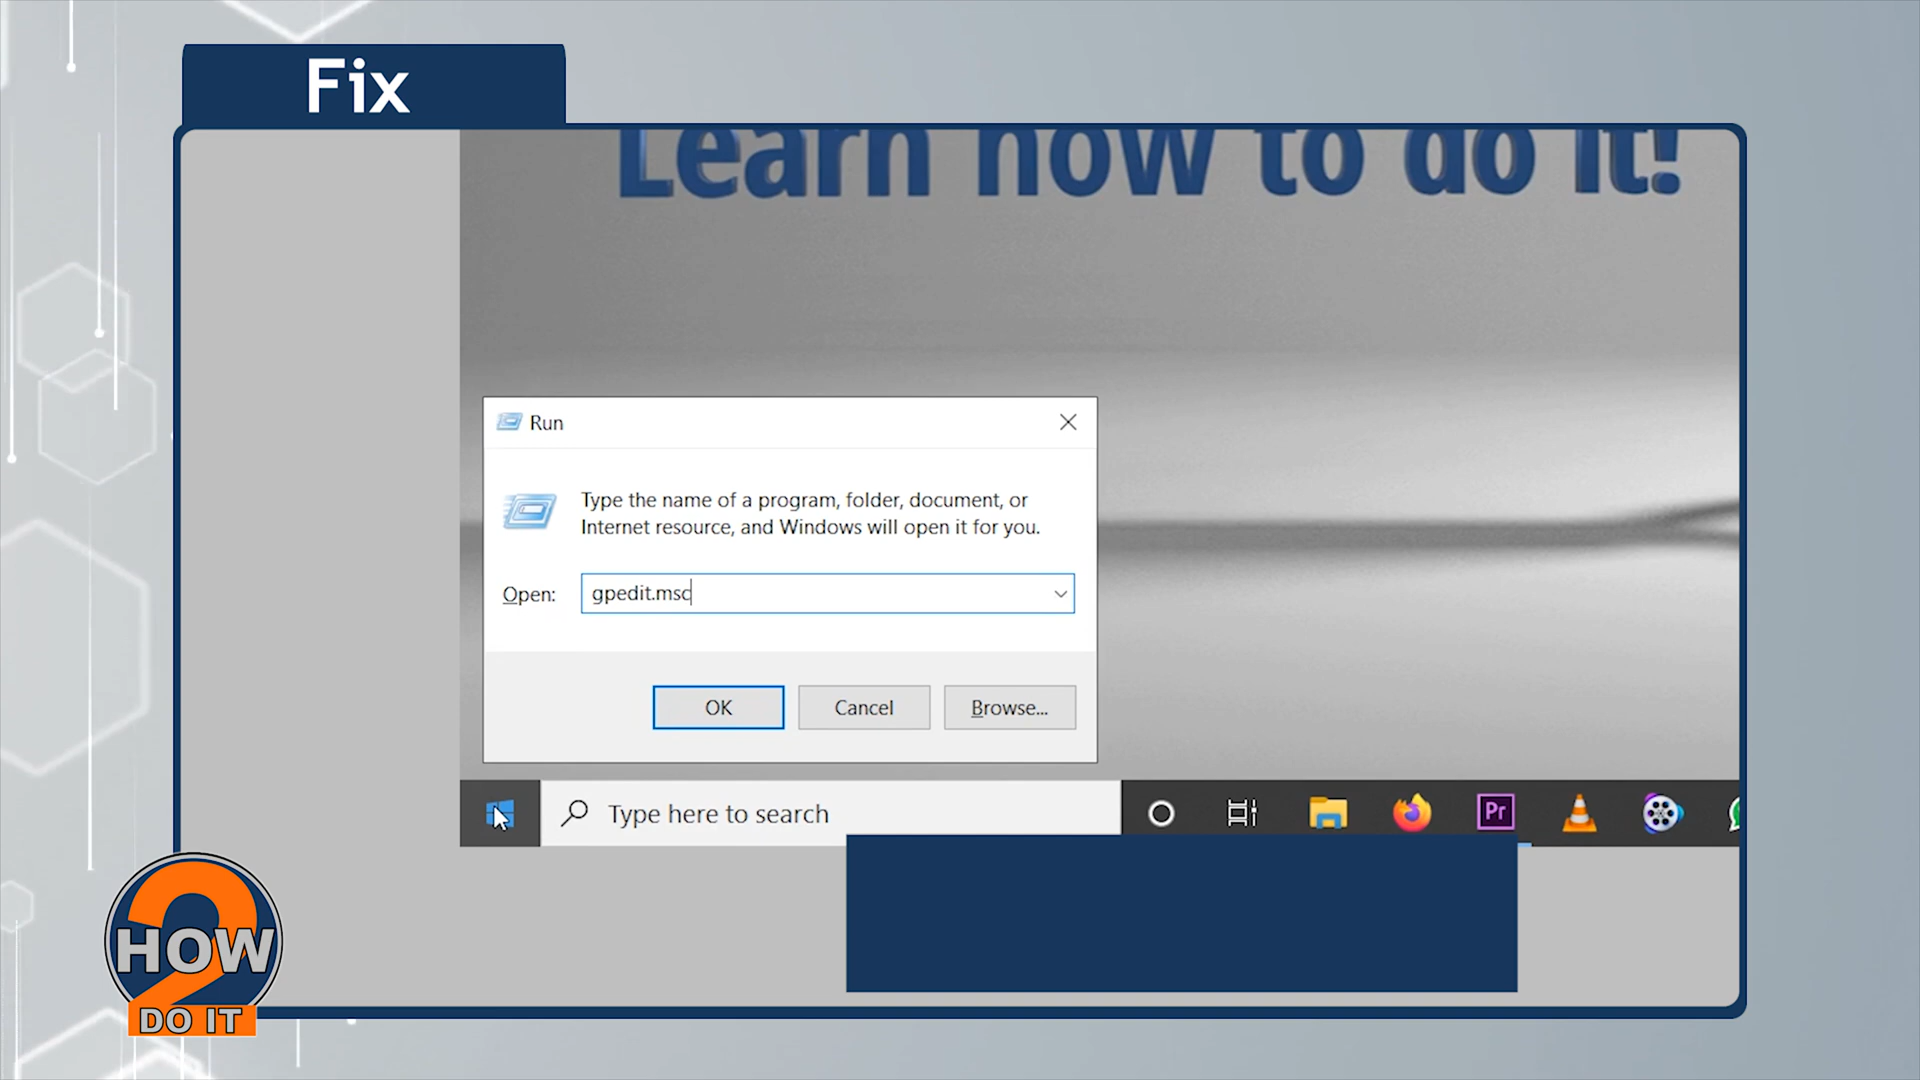 Fix
Learn how to do it!
Run
Type the name of a program, folder, document, or
Internet resource, and Windows will open it for you.
Open: gpedit.msc
OK Cancel Browse...
Type here to search
Pr
2
HOW
DO IT